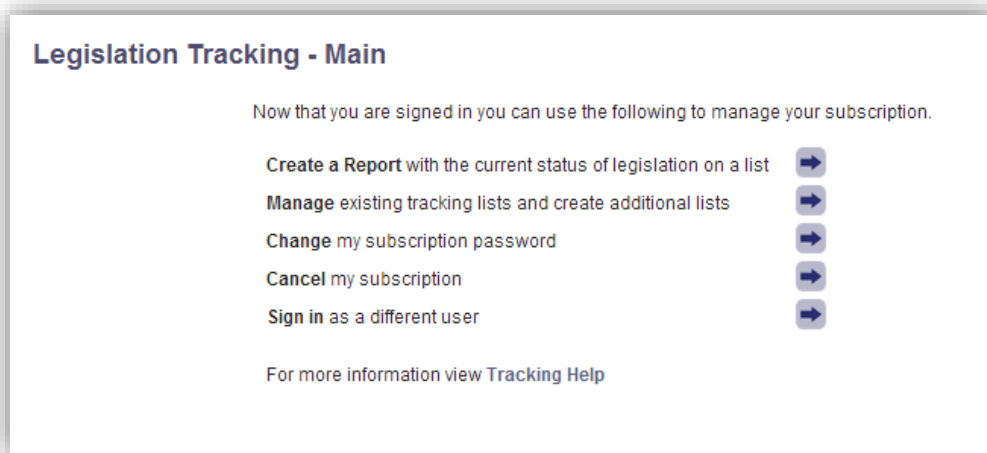 Legislation Tracking - Main
Now that you are signed in you can use the following to manage your subscription.
Create a Report with the current status of legislation on a list
Manage existing tracking lists and create additional lists
Change my subscription password
Cancel my subscription
Sign in as a different user
For more information view Tracking Help